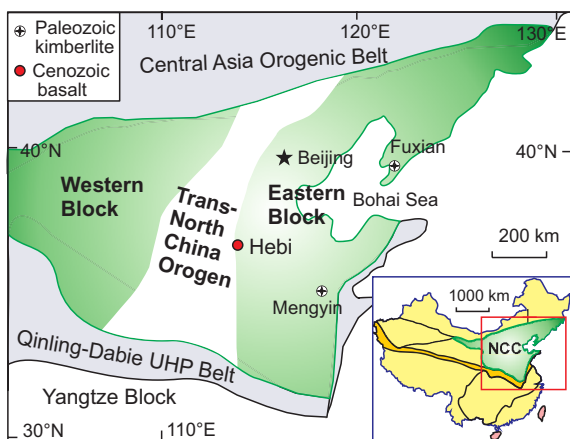 110°E
120°E
130°E
Paleozoic
kimberlite
Cenozoic
basalt
Central Asia Orogenic Belt
40°N
Fuxian
40°N
Beijing
Western
Block
Trans-
North
China
Orogen
Eastern
Block
Bohai Sea
Hebi
200 km
Mengyin
1000 km
NCC
Qinling-Dabie UHP Belt
Yangtze Block
30°N
110°E